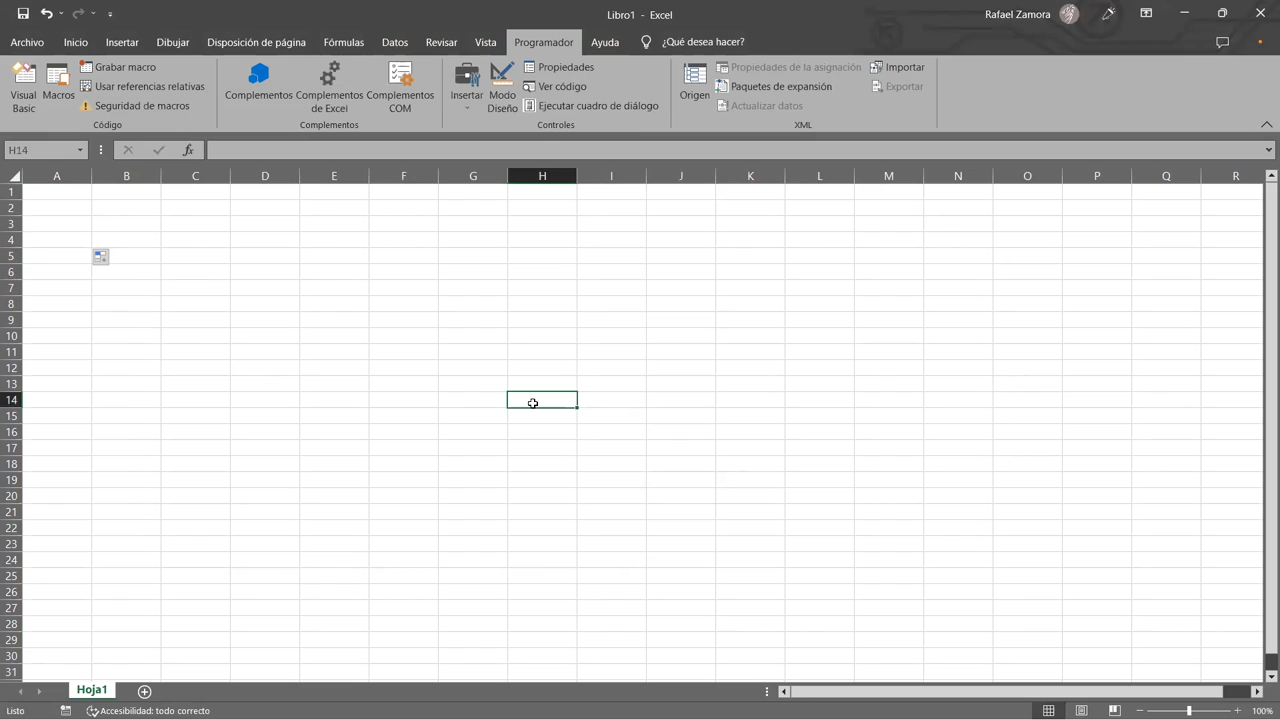 Libro1 - Excel
Rafael Zamora
Archivo Inicio Insertar Dibujar Disposición de página Fórmulas Datos Revisar Vista Programador Ayuda ¿Qué desea hacer?
Visual Basic
Macros
Grabar macro
Usar referencias relativas
Seguridad de macros
Código
Complementos
Complementos de Excel
Complementos COM
Complementos
Insertar
Modo Diseño
Propiedades
Ver código
Ejecutar cuadro de diálogo
Controles
Origen
Propiedades de la asignación
Paquetes de expansión
Actualizar datos
Importar
Exportar
XML
H14
fx
A B C D E F G H I J K L M N O P Q R
1
2
3
4
5
6
7
8
9
10
11
12
13
14
15
16
17
18
19
20
21
22
23
24
25
26
27
28
29
30
31
Hoja1
Listo
Accesibilidad: todo correcto
100%